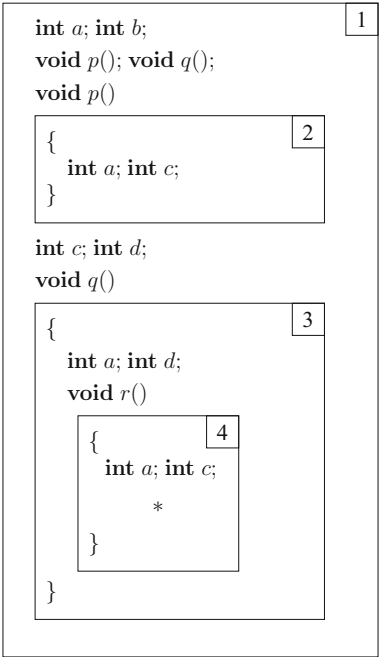 int a; int b; 1
void p(); void q();
void p()
{ 2
int a; int c;
}
int c; int d;
void q()
{ 3
int a; int d;
void r()
{ 4
int a; int c;
*
}
}